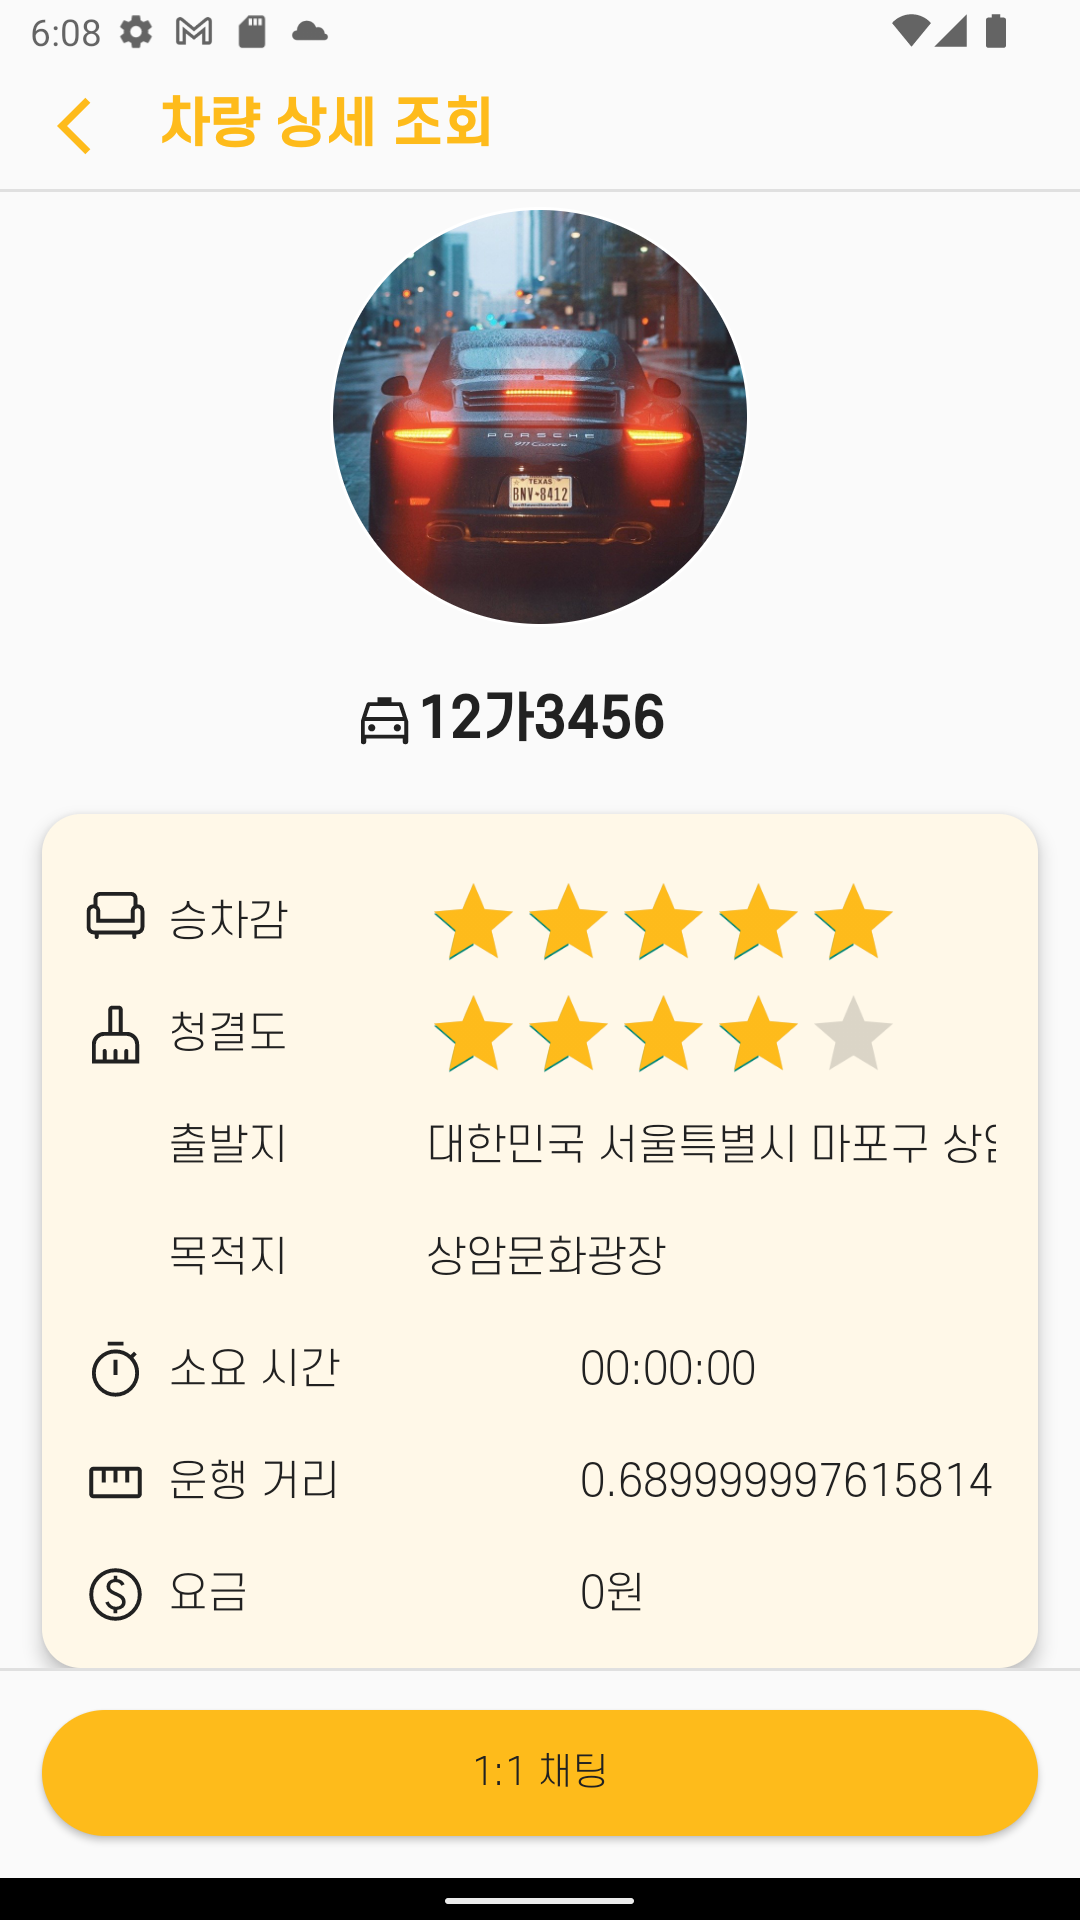 6:08
차량 상세 조회
PORSCHE
911 Carrera
TEXAS
BNV-8412
12가3456
승차감
청결도
출발지 대한민국 서울특별시 마포구 상
목적지 상암문화광장
소요 시간 00:00:00
운행 거리 0.689999997615814
요금 0원
1:1 채팅